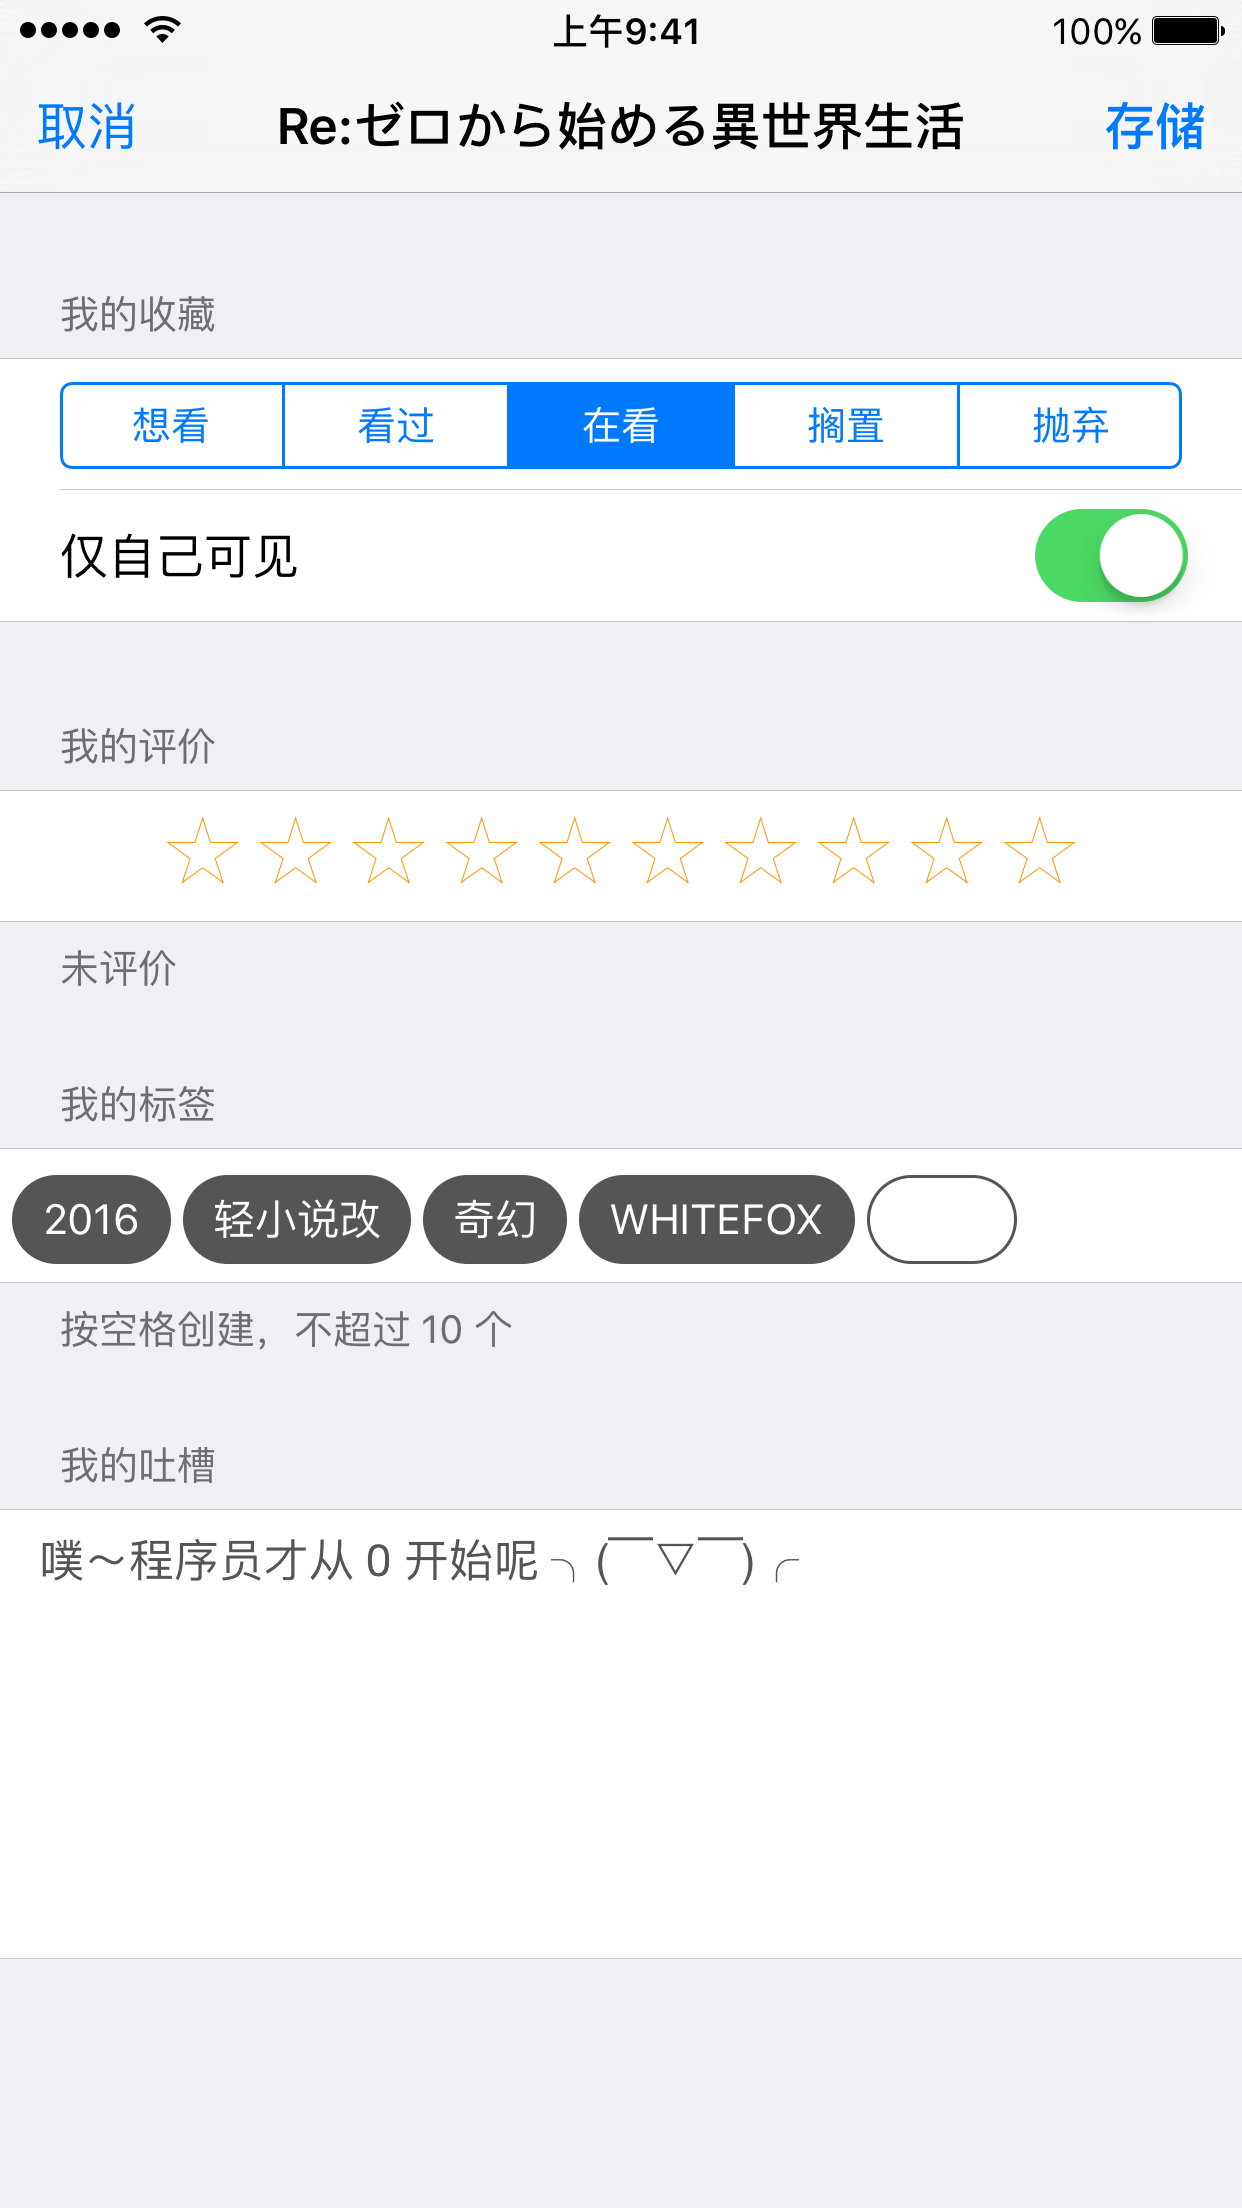 上午9:41
100%
取消
Re:ゼロから始める異世界生活
存储
我的收藏
想看
看过
在看
搁置
抛弃
仅自己可见
我的评价
未评价
我的标签
2016
轻小说改
奇幻
WHITEFOX
按空格创建，不超过 10 个
我的吐槽
噗～程序员才从 0 开始呢 ╮(￣▽￣)╭